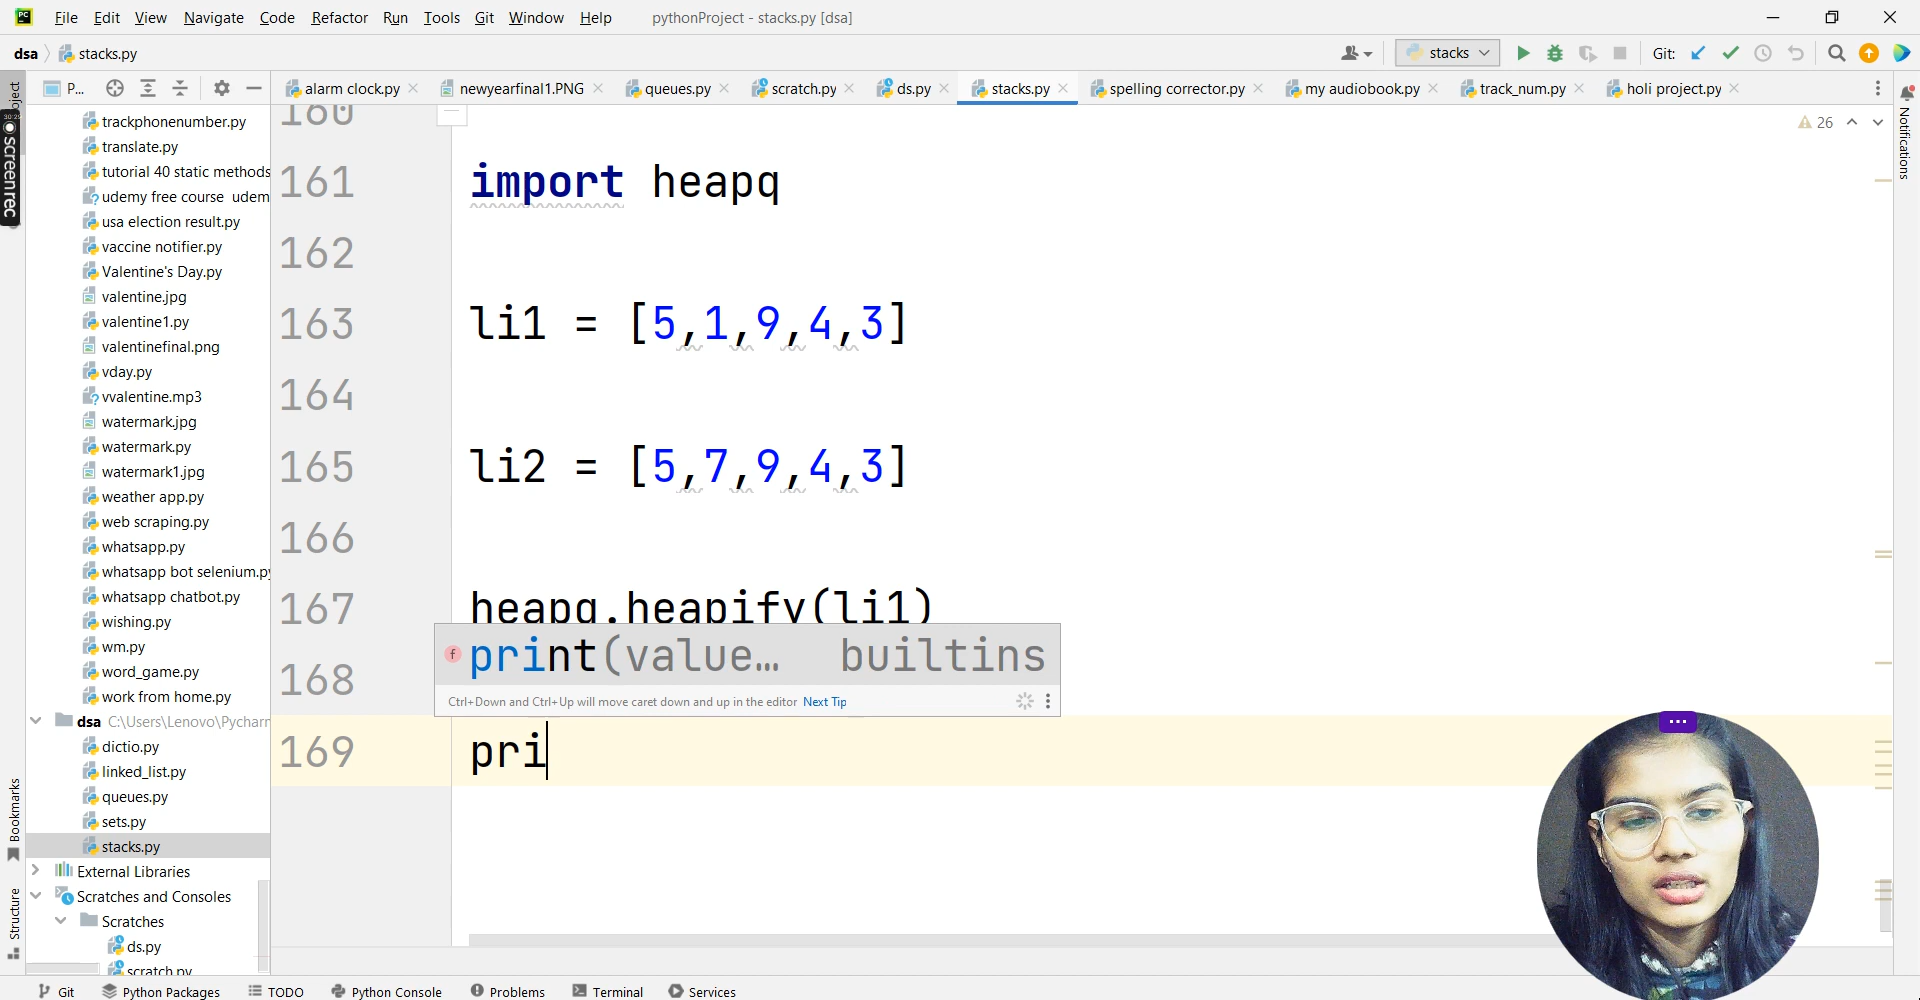 File Edit View Navigate Code Refactor Run Tools Git Window Help pythonProject - stacks.py [dsa]
dsa stacks.py stacks Git:
P... alarm clock.py newyearfinal1.PNG queues.py scratch.py ds.py stacks.py spelling corrector.py my audiobook.py track_num.py holi project.py
Project
screenrec
Bookmarks
Structure
Notifications
26
trackphonenumber.py
translate.py
tutorial 40 static methods
udemy free course udem
usa election result.py
vaccine notifier.py
Valentine's Day.py
valentine.jpg
valentine1.py
valentinefinal.png
vday.py
vvalentine.mp3
watermark.jpg
watermark.py
watermark1.jpg
weather app.py
web scraping.py
whatsapp.py
whatsapp bot selenium.py
whatsapp chatbot.py
wishing.py
wm.py
word_game.py
work from home.py
dsa C:\Users\Lenovo\Pycharm
dictio.py
linked_list.py
queues.py
sets.py
stacks.py
External Libraries
Scratches and Consoles
Scratches
ds.py
scratch.py
160
161 import heapq
162
163 li1 = [5,1,9,4,3]
164
165 li2 = [5,7,9,4,3]
166
167 heapq.heapify(li1)
f print(value... builtins
168
Ctrl+Down and Ctrl+Up will move caret down and up in the editor Next Tip
169 pri
Git Python Packages TODO Python Console Problems Terminal Services